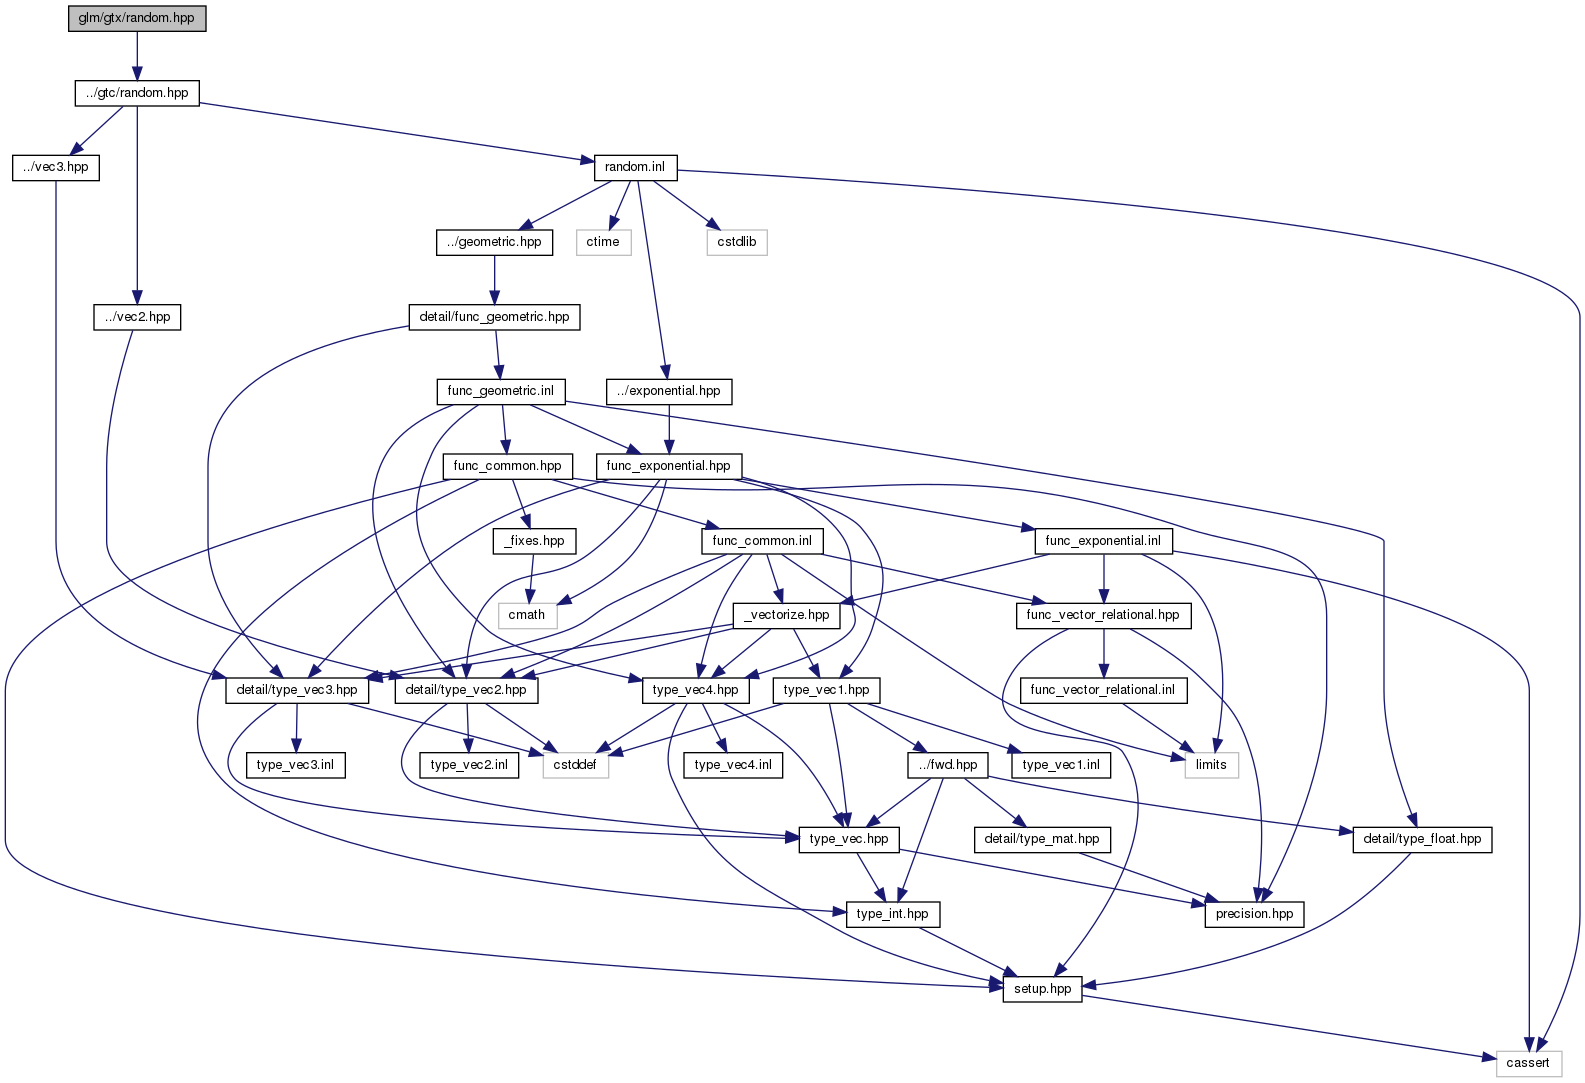 glm/gtx/random.hpp
../gtc/random.hpp
../vec3.hpp
random.inl
../geometric.hpp
ctime
cstdlib
../vec2.hpp
detail/func_geometric.hpp
func_geometric.inl
../exponential.hpp
func_common.hpp
func_exponential.hpp
_fixes.hpp
func_common.inl
func_exponential.inl
cmath
_vectorize.hpp
func_vector_relational.hpp
detail/type_vec3.hpp
detail/type_vec2.hpp
type_vec4.hpp
type_vec1.hpp
func_vector_relational.inl
type_vec3.inl
type_vec2.inl
cstddef
type_vec4.inl
../fwd.hpp
type_vec1.inl
limits
type_vec.hpp
detail/type_mat.hpp
detail/type_float.hpp
type_int.hpp
precision.hpp
setup.hpp
cassert